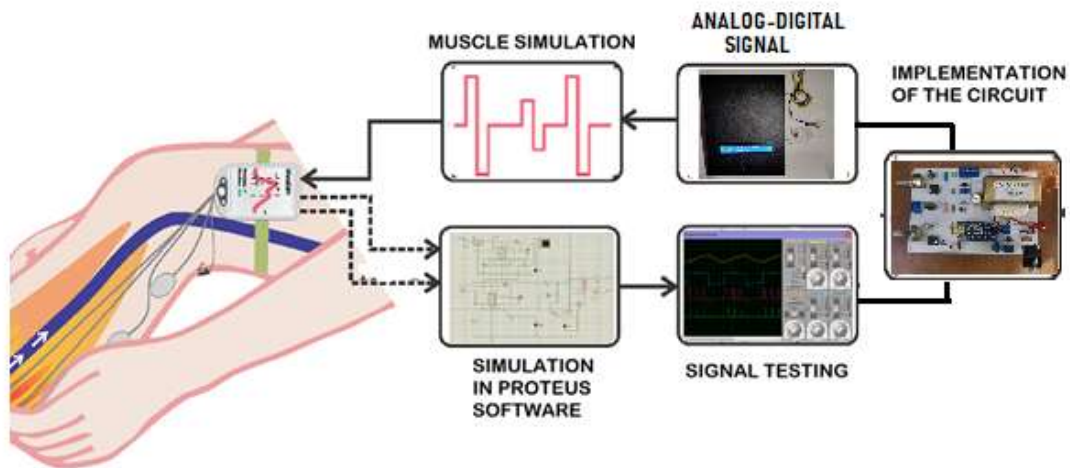 ANALOG-DIGITAL
SIGNAL
MUSCLE SIMULATION
IMPLEMENTATION
OF THE CIRCUIT
SIMULATION
IN PROTEUS
SOFTWARE
SIGNAL TESTING